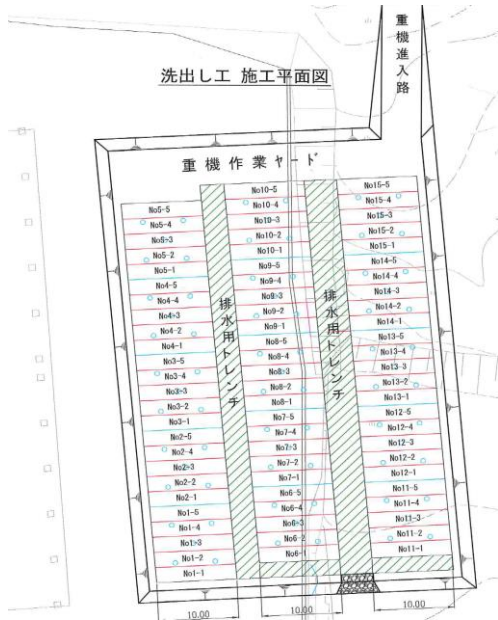 洗出し工 施工平面図
重機進入路
重機作業ヤード
No5-5
No5-4
No5-3
No5-2
No5-1
No4-5
No4-4
No4-3
No4-2
No4-1
No3-5
No3-4
No3-3
No3-2
No3-1
No2-5
No2-4
No2-3
No2-2
No2-1
No1-5
No1-4
No1-3
No1-2
No1-1
排水用トレンチ
No10-5
No10-4
No10-3
No10-2
No10-1
No9-5
No9-4
No9-3
No9-2
No9-1
No8-5
No8-4
No8-3
No8-2
No8-1
No7-5
No7-4
No7-3
No7-2
No7-1
No6-5
No6-4
No6-3
No6-2
No6-1
排水用トレンチ
No15-5
No15-4
No15-3
No15-2
No15-1
No14-5
No14-4
No14-3
No14-2
No14-1
No13-5
No13-4
No13-3
No13-2
No13-1
No12-5
No12-4
No12-3
No12-2
No12-1
No11-5
No11-4
No11-3
No11-2
No11-1
10.00
10.00
10.00